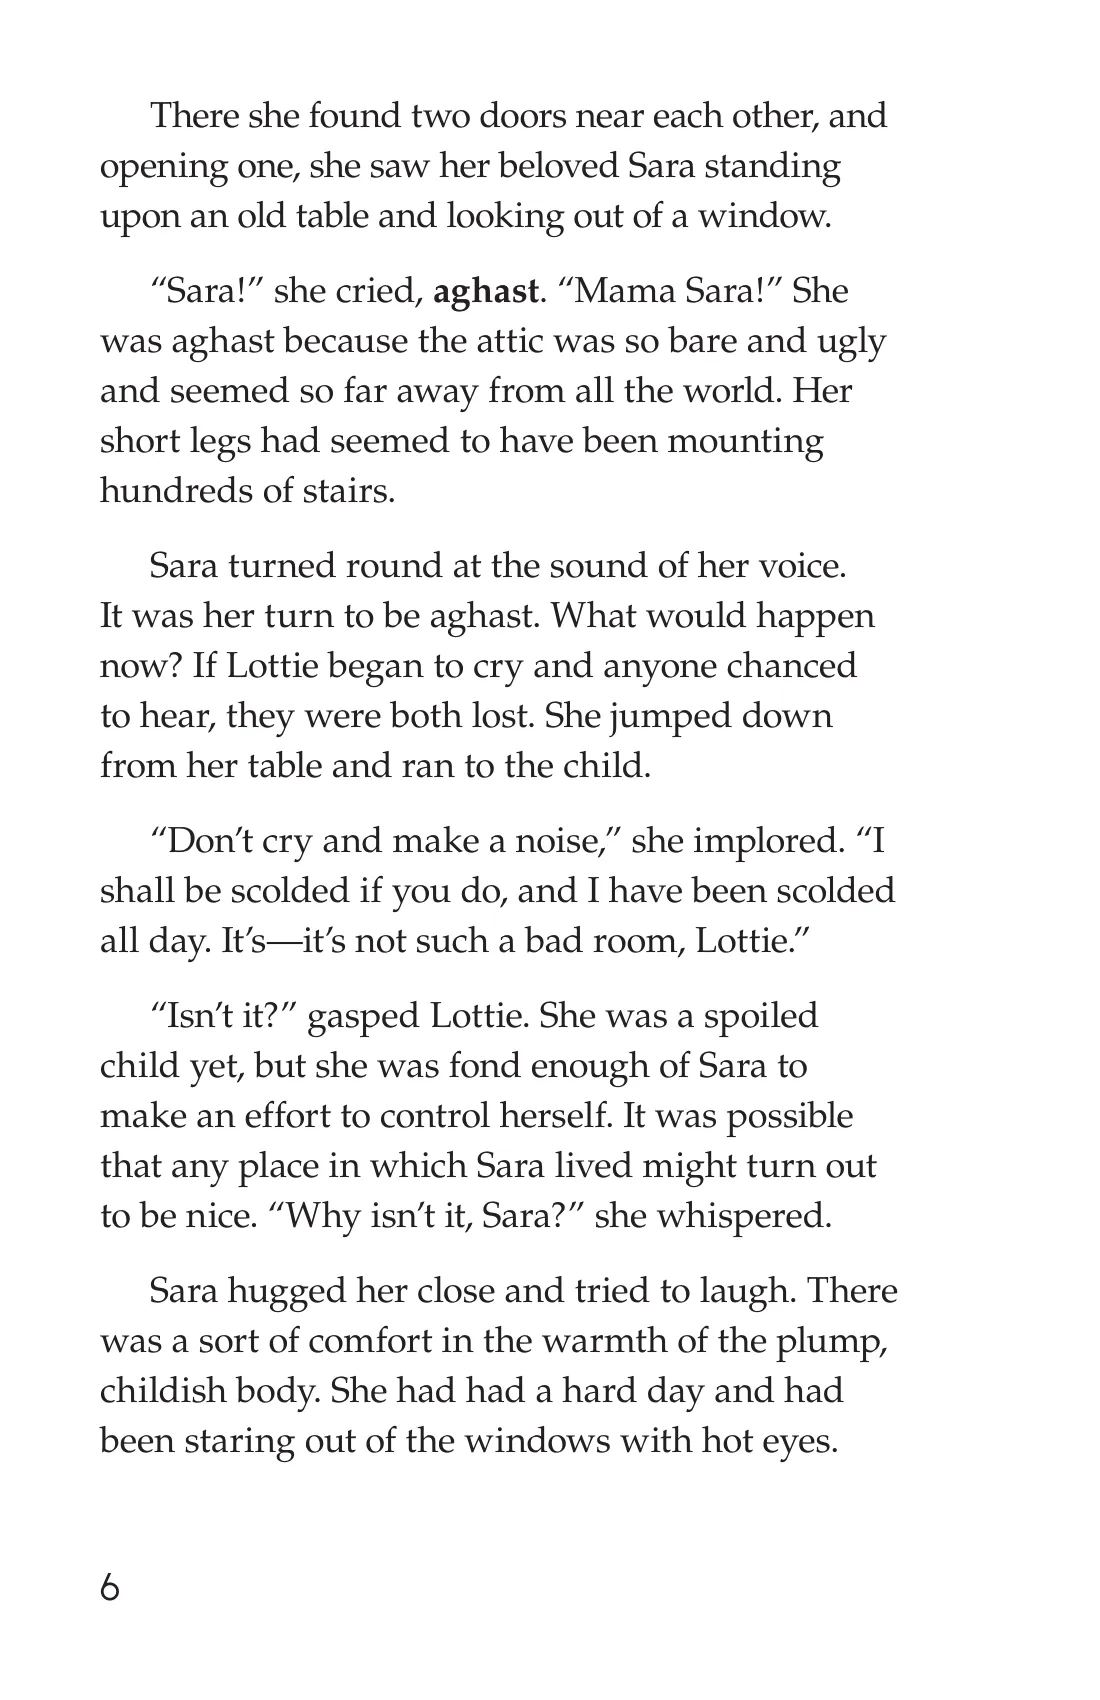 There she found two doors near each other, and
opening one, she saw her beloved Sara standing
upon an old table and looking out of a window.
“Sara!” she cried, aghast. “Mama Sara!” She
was aghast because the attic was so bare and ugly
and seemed so far away from all the world. Her
short legs had seemed to have been mounting
hundreds of stairs.
Sara turned round at the sound of her voice.
It was her turn to be aghast. What would happen
now? If Lottie began to cry and anyone chanced
to hear, they were both lost. She jumped down
from her table and ran to the child.
“Don’t cry and make a noise,” she implored. “I
shall be scolded if you do, and I have been scolded
all day. It’s—it’s not such a bad room, Lottie.”
“Isn’t it?” gasped Lottie. She was a spoiled
child yet, but she was fond enough of Sara to
make an effort to control herself. It was possible
that any place in which Sara lived might turn out
to be nice. “Why isn’t it, Sara?” she whispered.
Sara hugged her close and tried to laugh. There
was a sort of comfort in the warmth of the plump,
childish body. She had had a hard day and had
been staring out of the windows with hot eyes.
6